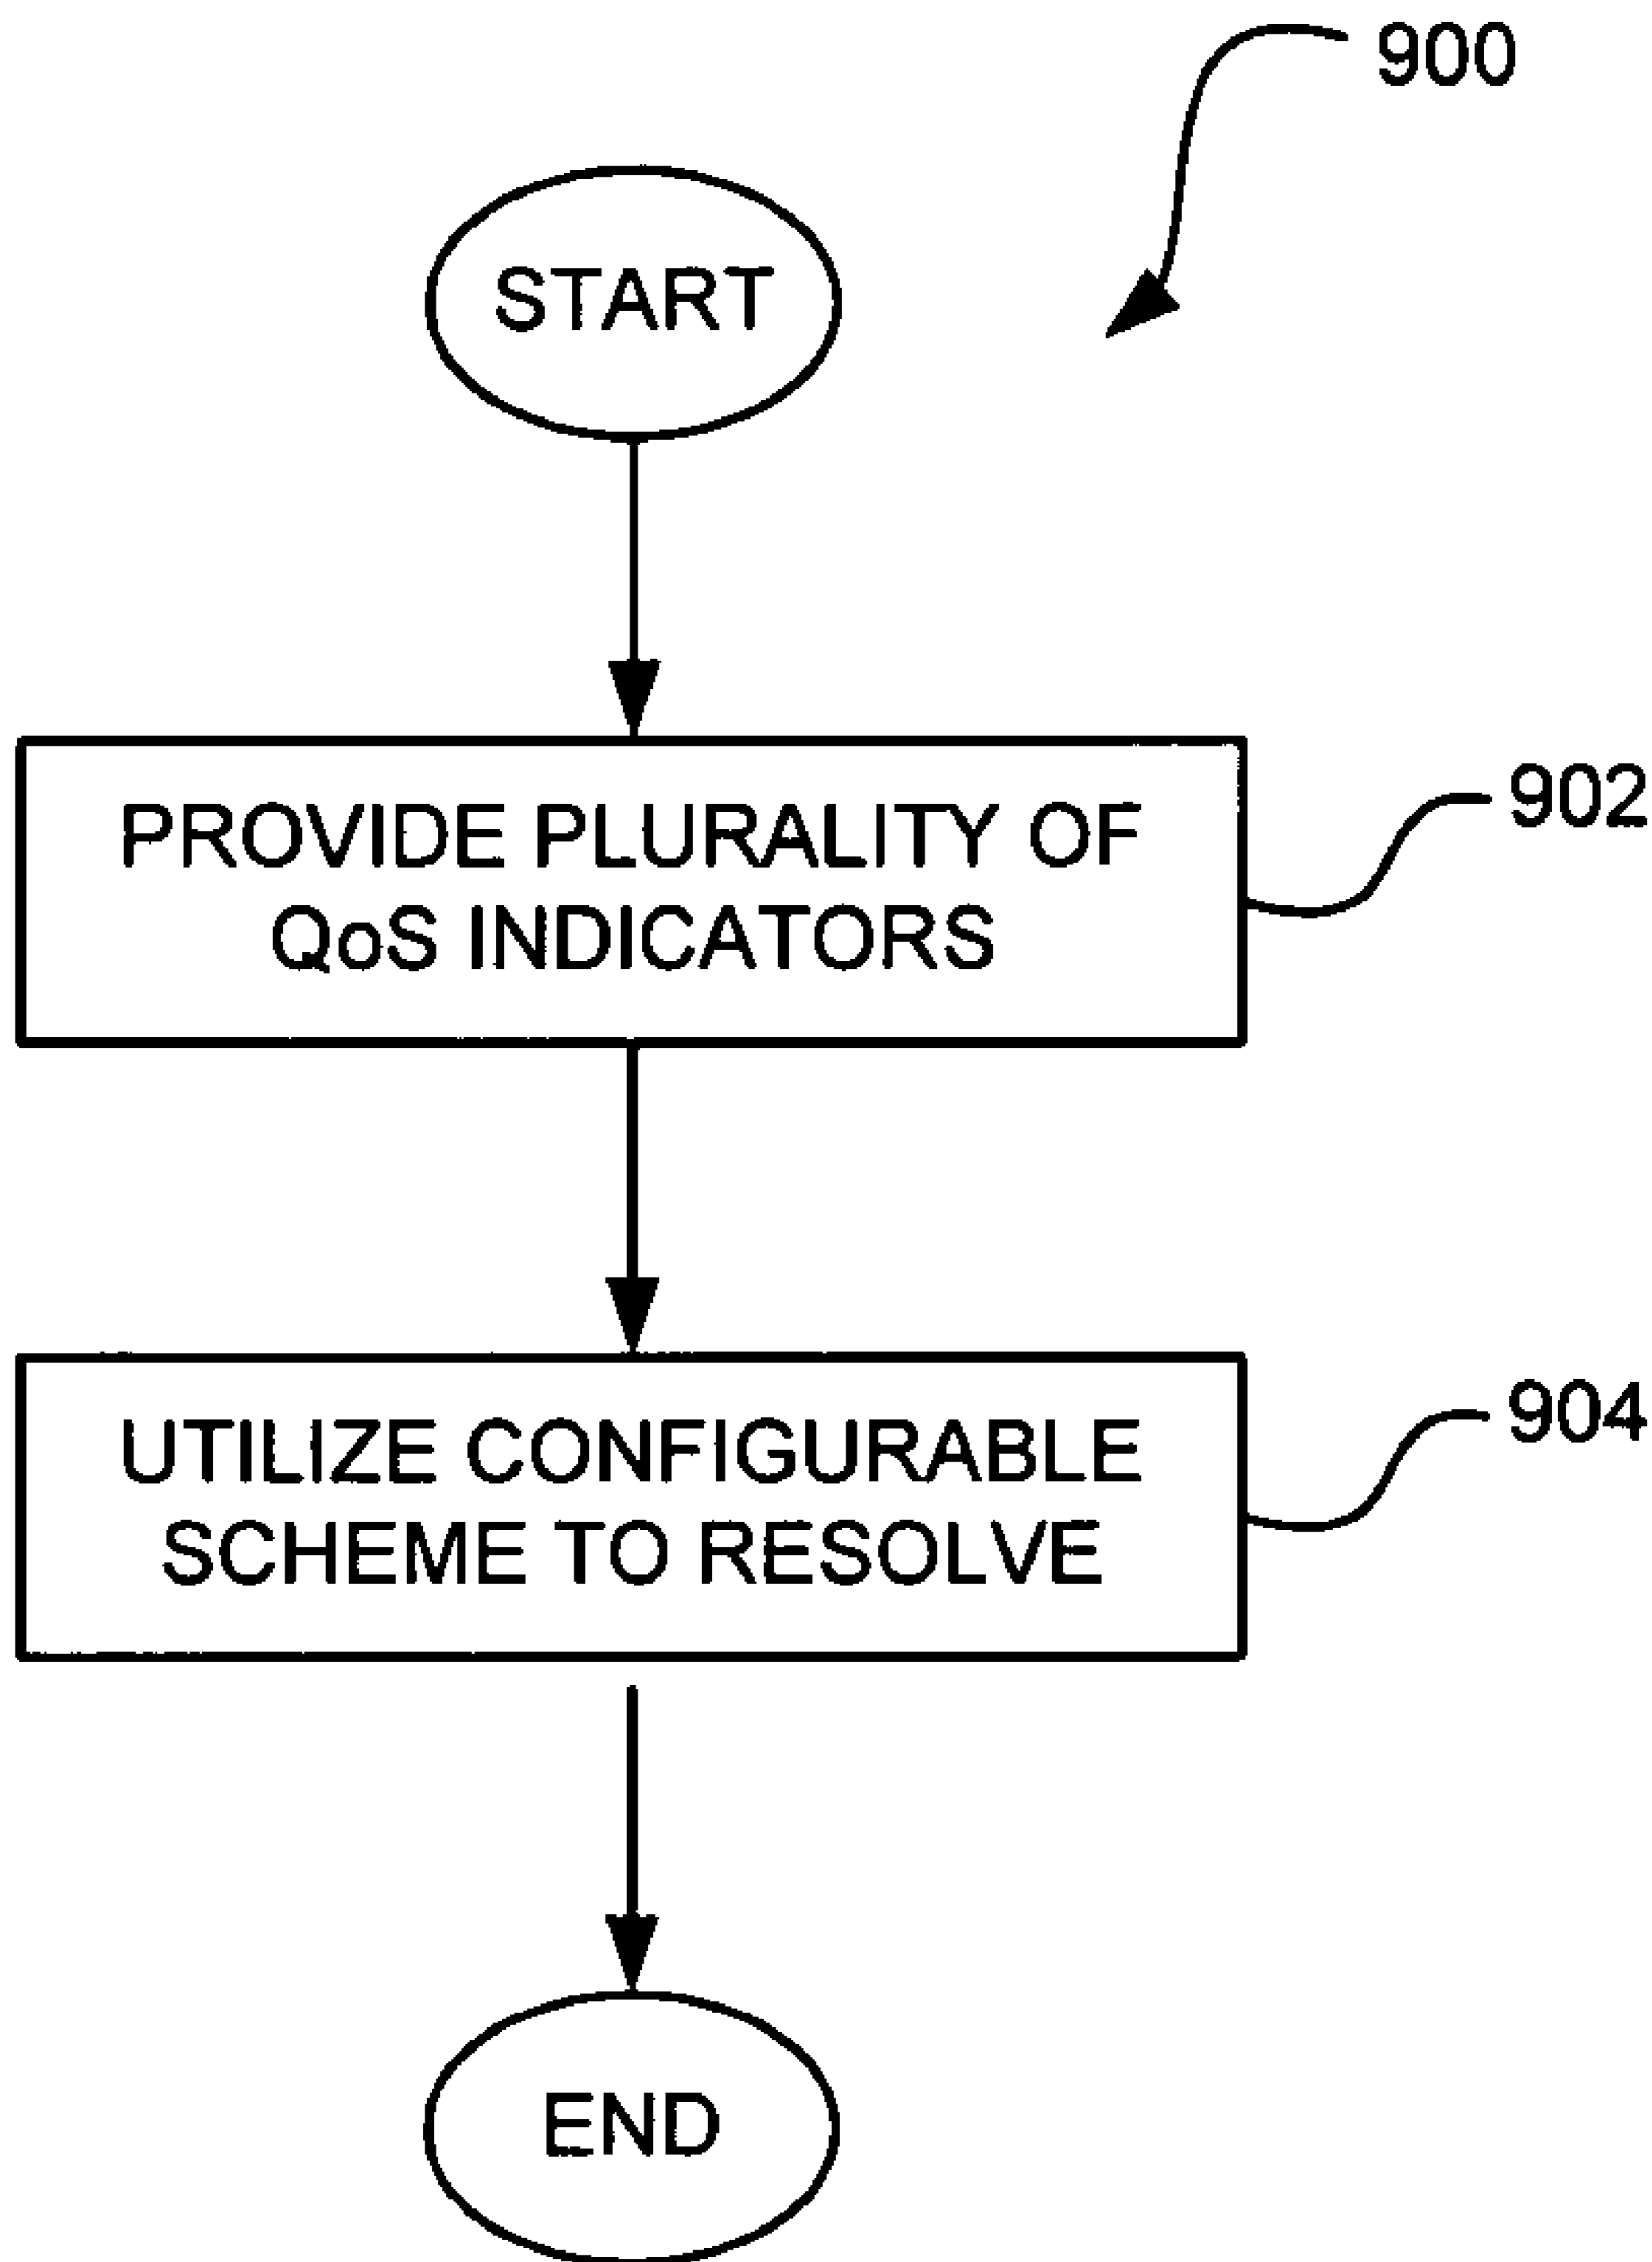 900
START
PROVIDE PLURALITY OF
QoS INDICATORS
902
UTILIZE CONFIGURABLE
SCHEME TO RESOLVE
904
END